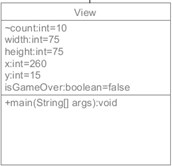 View
~count:int=10
width:int=75
height:int=75
x:int=260
y:int=15
isGameOver:boolean=false
+main(String[] args):void